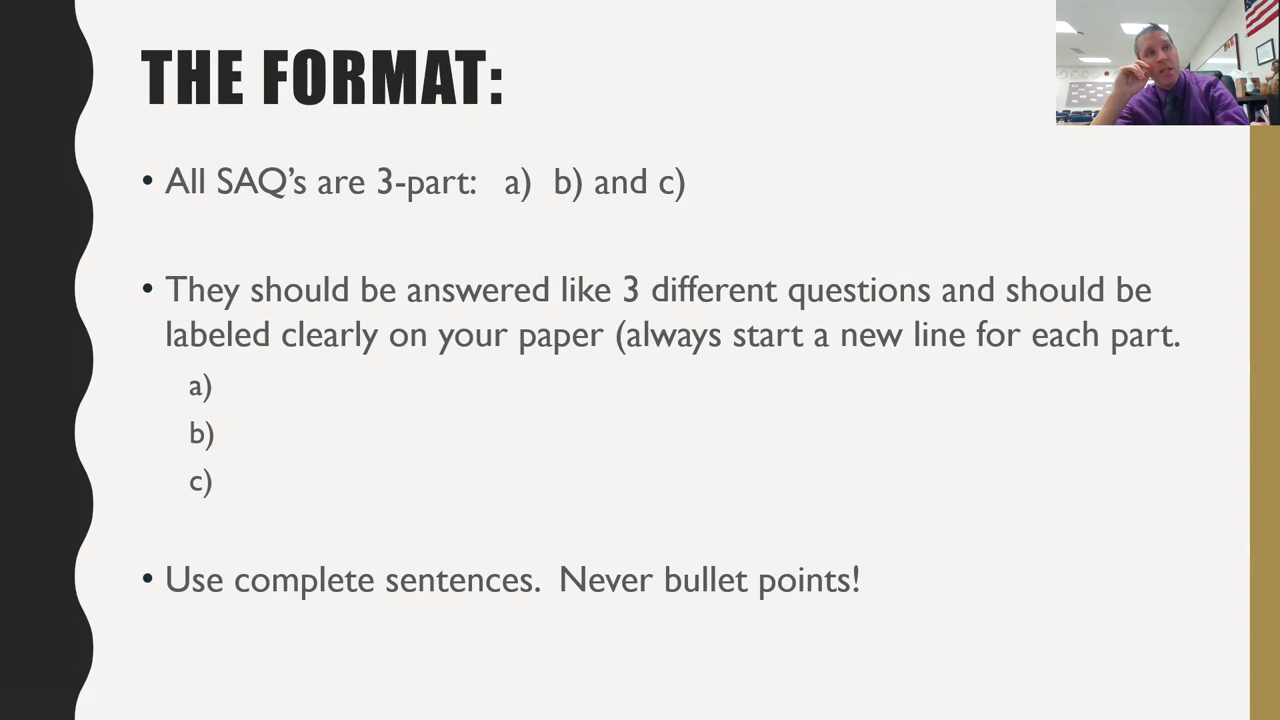 THE FORMAT:
• All SAQ's are 3-part: a) b) and c)
• They should be answered like 3 different questions and should be
labeled clearly on your paper (always start a new line for each part.
a)
b)
c)
• Use complete sentences. Never bullet points!